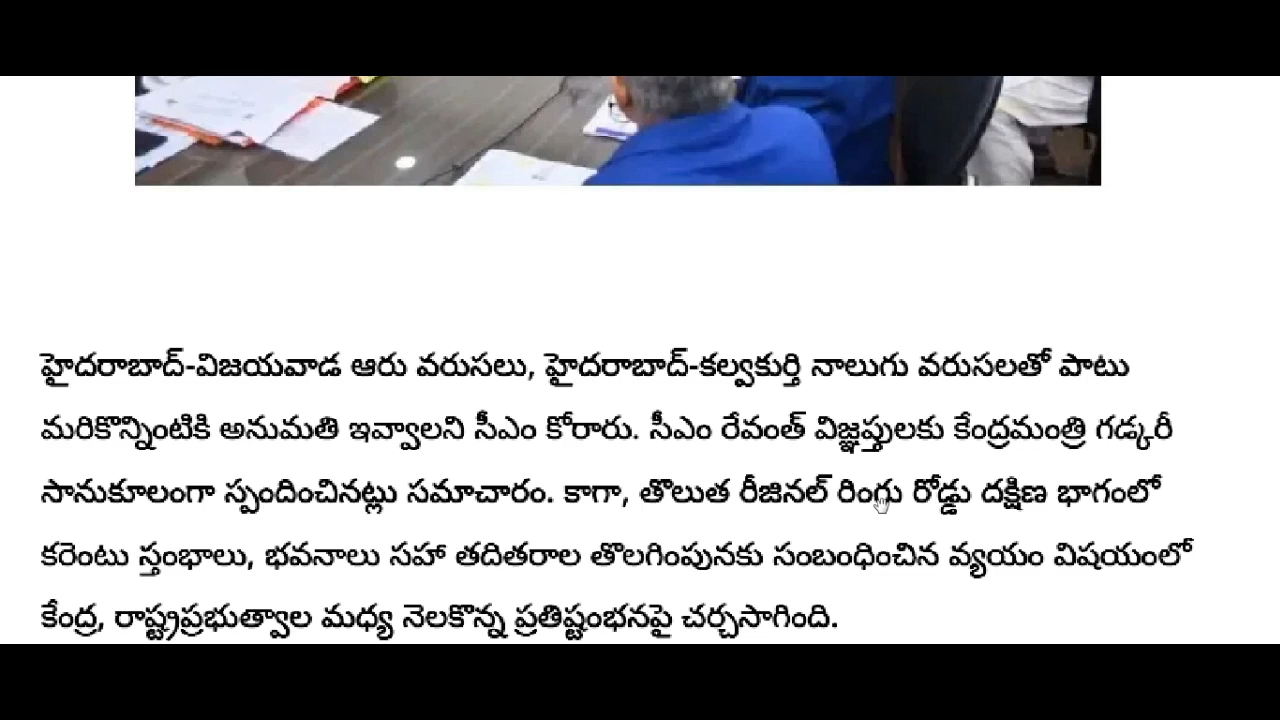 హైదరాబాద్-విజయవాడ ఆరు వరుసలు, హైదరాబాద్-కల్వకుర్తి నాలుగు వరుసలతో పాటు
మరికొన్నింటికి అనుమతి ఇవ్వాలని సీఎం కోరారు. సీఎం రేవంత్ విజ్ఞప్తులకు కేంద్రమంత్రి గడ్కరీ
సానుకూలంగా స్పందించినట్లు సమాచారం. కాగా, తొలుత రీజినల్ రింగు రోడ్డు దక్షిణ భాగంలో
కరెంటు స్తంభాలు, భవనాలు సహా తదితరాల తొలగింపునకు సంబంధించిన వ్యయం విషయంలో
కేంద్ర, రాష్ట్రప్రభుత్వాల మధ్య నెలకొన్న ప్రతిష్టంభనపై చర్చసాగింది.